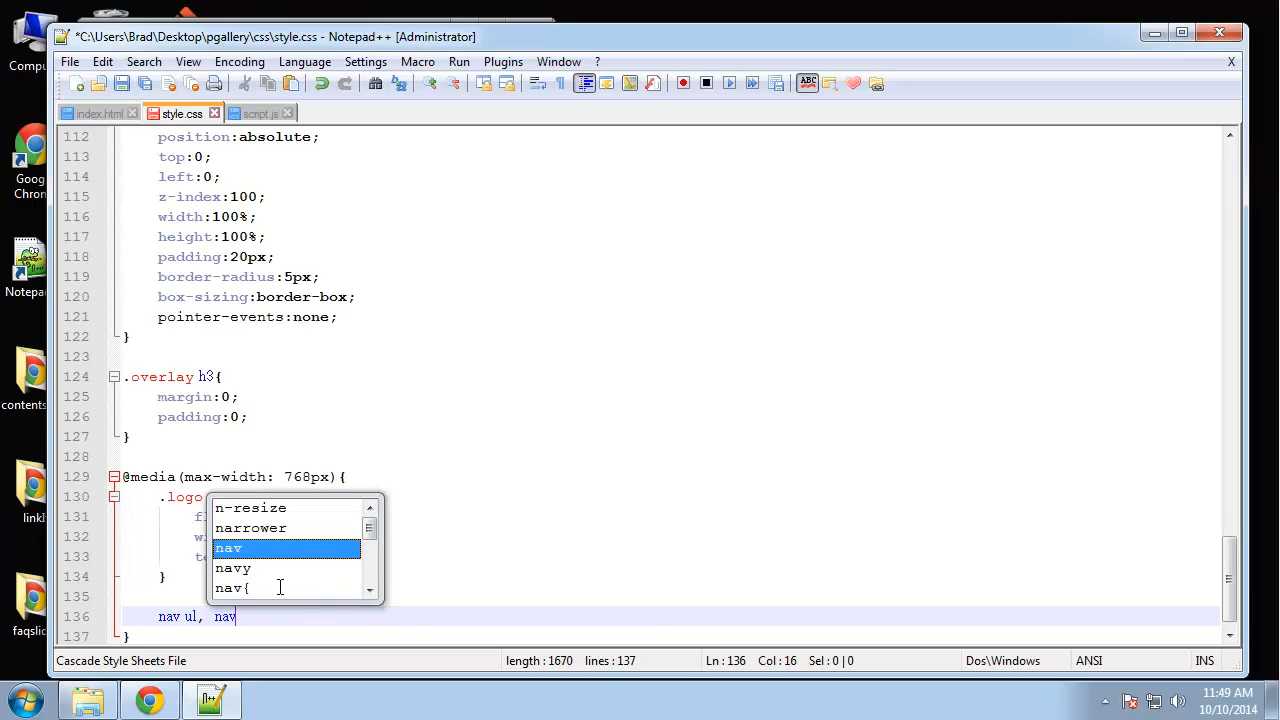 *C:\Users\Brad\Desktop\pgallery\css\style.css - Notepad++ [Administrator]
File Edit Search View Encoding Language Settings Macro Run Plugins Window ? X
index.html style.css script.js
112 position:absolute;
113 top:0;
114 left:0;
115 z-index:100;
116 width:100%;
117 height:100%;
118 padding:20px;
119 border-radius:5px;
120 box-sizing:border-box;
121 pointer-events:none;
122 }
123
124 .overlay h3{
125 margin:0;
126 padding:0;
127 }
128
129 @media(max-width: 768px){
130 .logo
131
132
133
134 }
135
136 nav ul, nav
137 }
n-resize
narrower
nav
navy
nav{
Cascade Style Sheets File length : 1670 lines : 137 Ln : 136 Col : 16 Sel : 0 | 0 Dos\Windows ANSI INS
Compu
Goog
Chron
Notepa
contents
linkl
faqslic
ABC
11:49 AM
10/10/2014